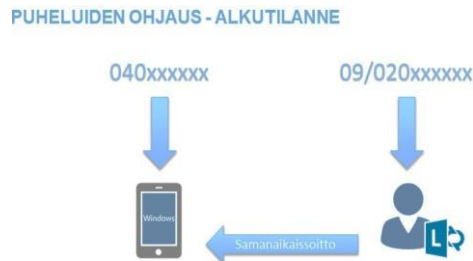 PUHELUIDEN OHJAUS - ALKUTILANNE
040xxxxxx 09/020xxxxxx
Windows
L
Samanaikaissoitto